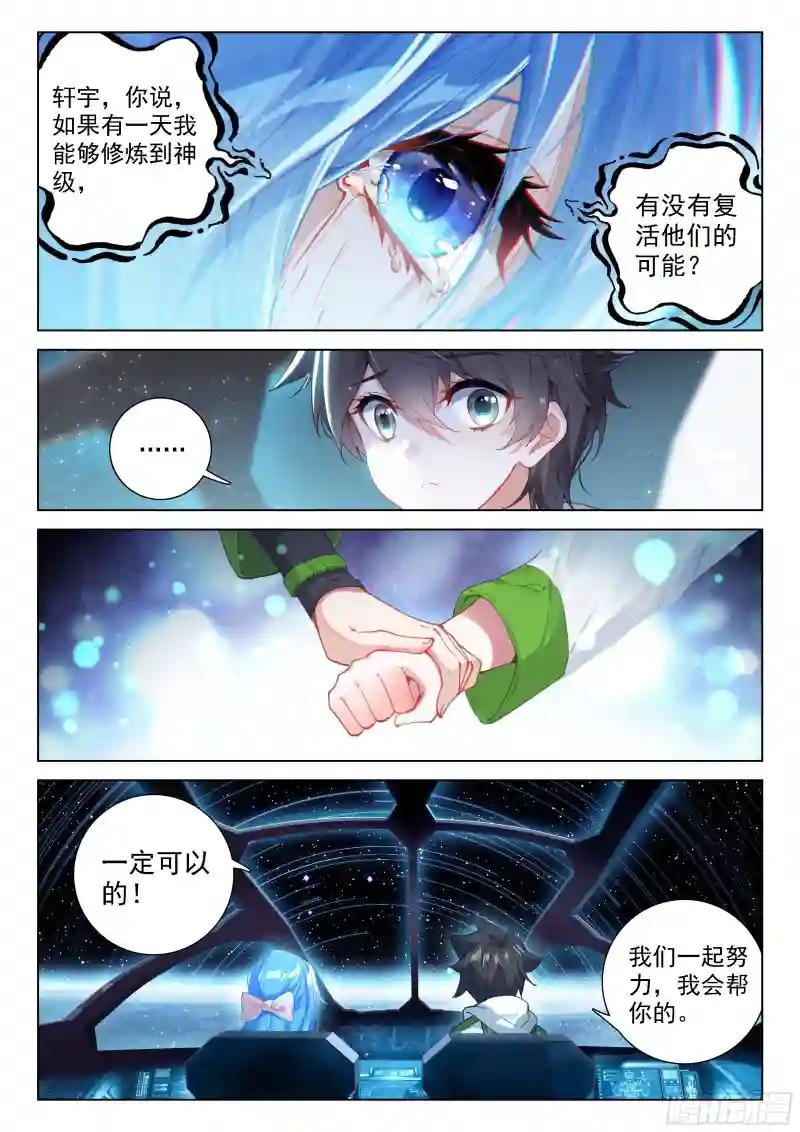 轩宇，你说，
如果有一天我
能够修炼到神
级，
有没有复
活他们的
可能？
……
一定可以
的！
我们一起努
力，我会帮
你的。